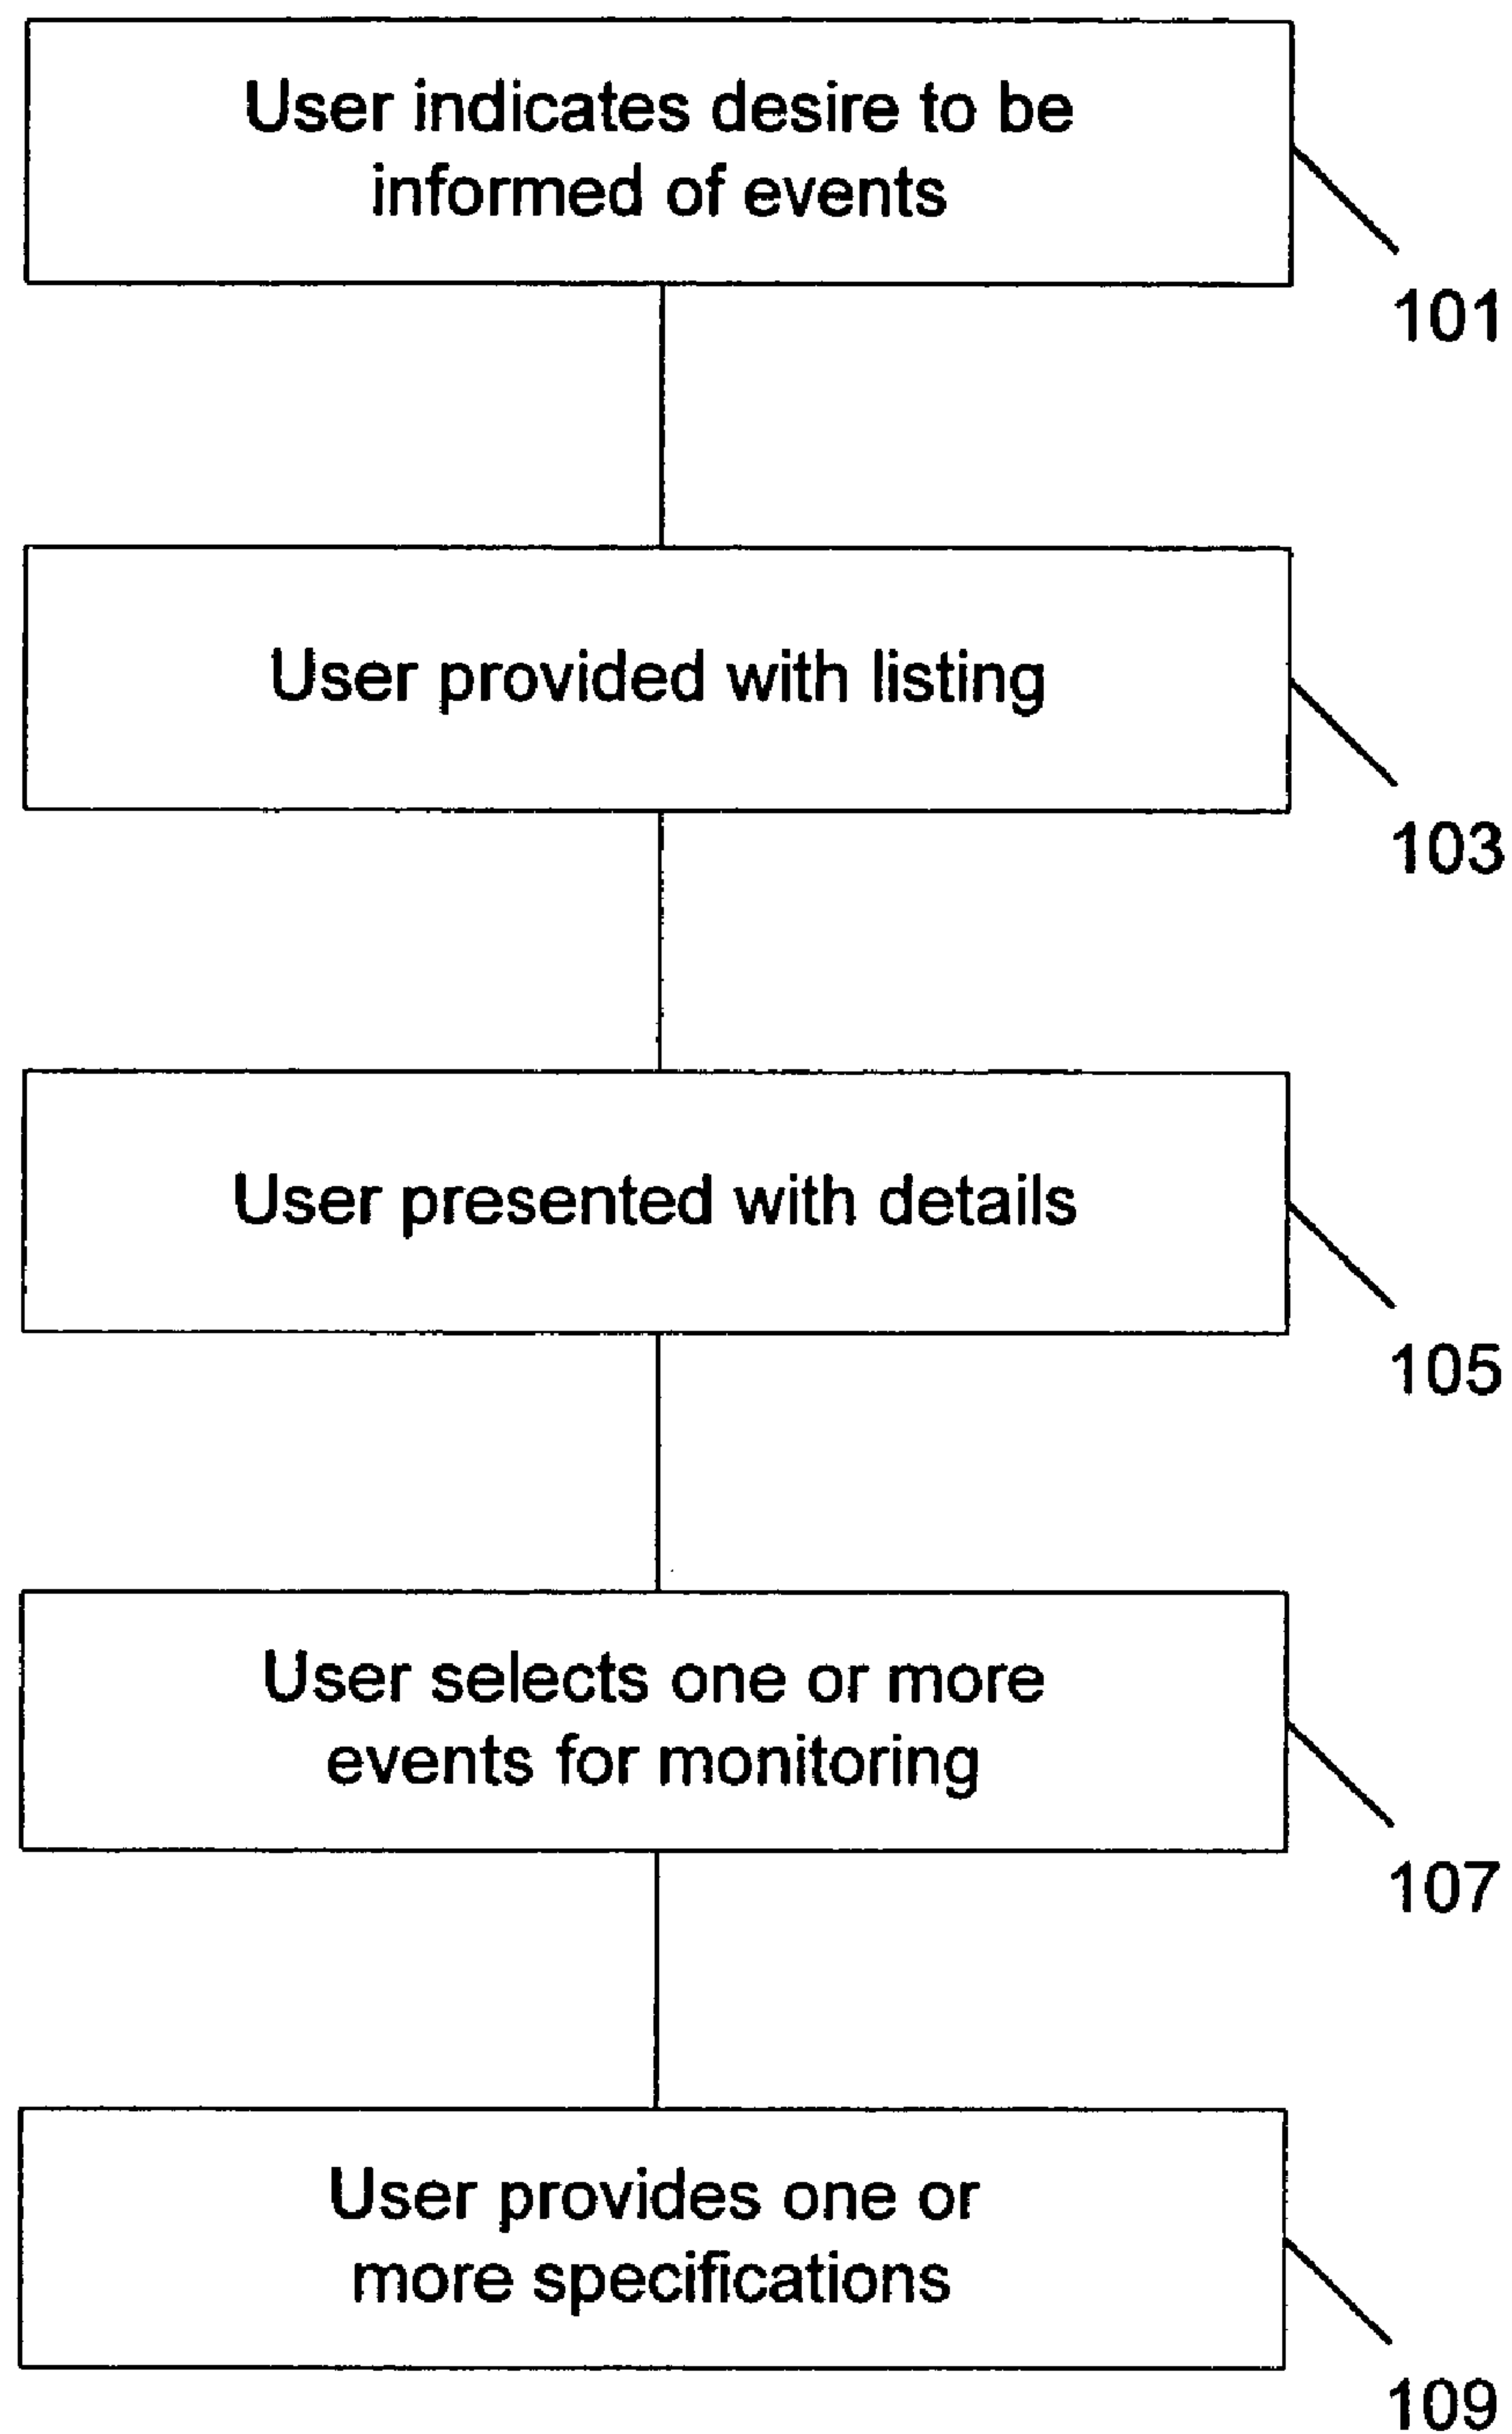 User indicates desire to be
informed of events
101
User provided with listing
103
User presented with details
105
User selects one or more
events for monitoring
107
User provides one or
more specifications
109